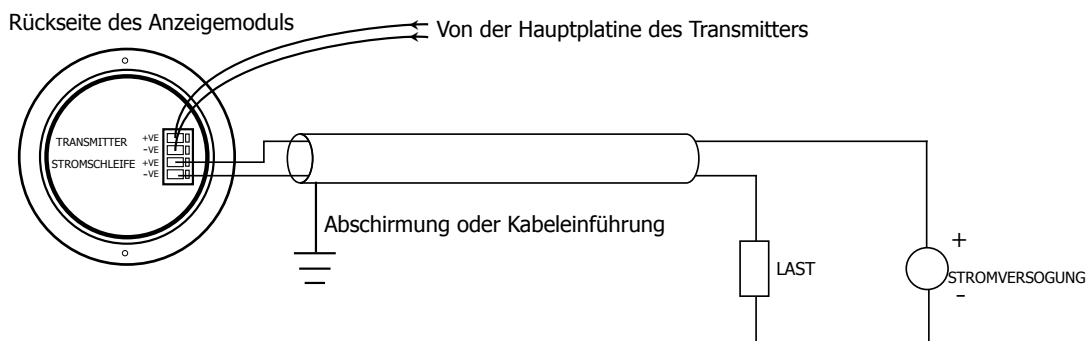 Rückseite des Anzeigemoduls
Von der Hauptplatine des Transmitters
TRANSMITTER +VE
-VE
STROMSCHLEIFE +VE
-VE
Abschirmung oder Kabeleinführung
LAST
+
STROMVERSOGUNG
-